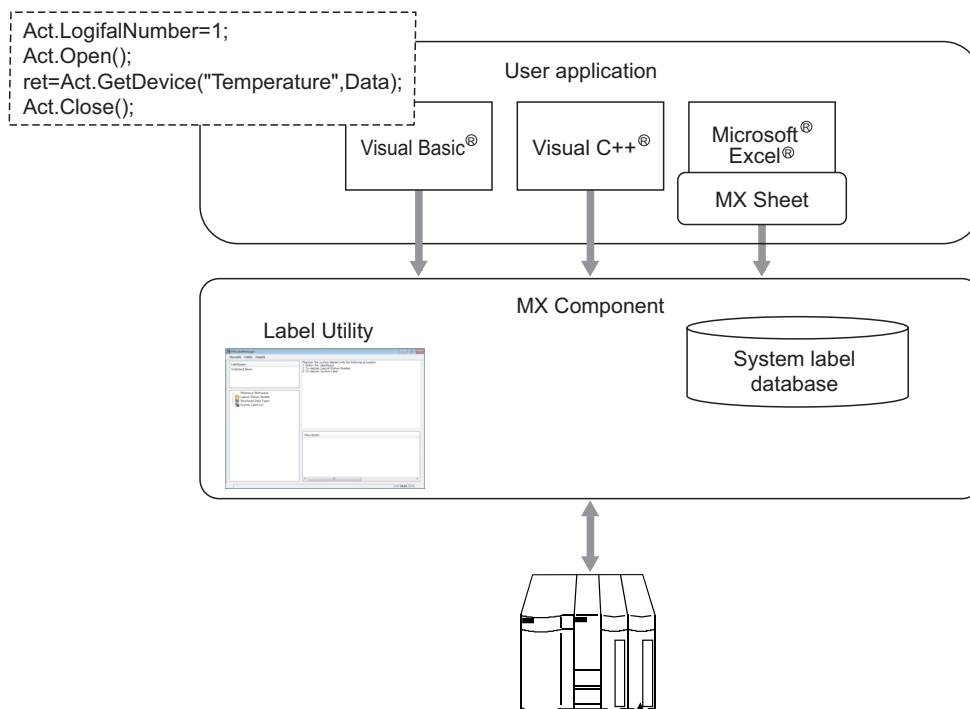 Act.LogifalNumber=1;
Act.Open();
ret=Act.GetDevice("Temperature",Data);
Act.Close();
User application
Visual Basic®
Visual C++®
Microsoft®
Excel®
MX Sheet
MX Component
Label Utility
System label
database
Description